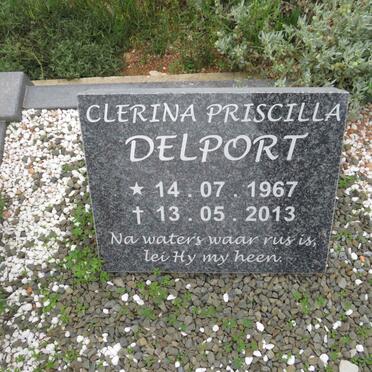 CLERINA PRISCILLA
DELPORT
★ 14 . 07 . 1967
† 13 . 05 . 2013
Na waters waar rus is,
lei Hy my heen.